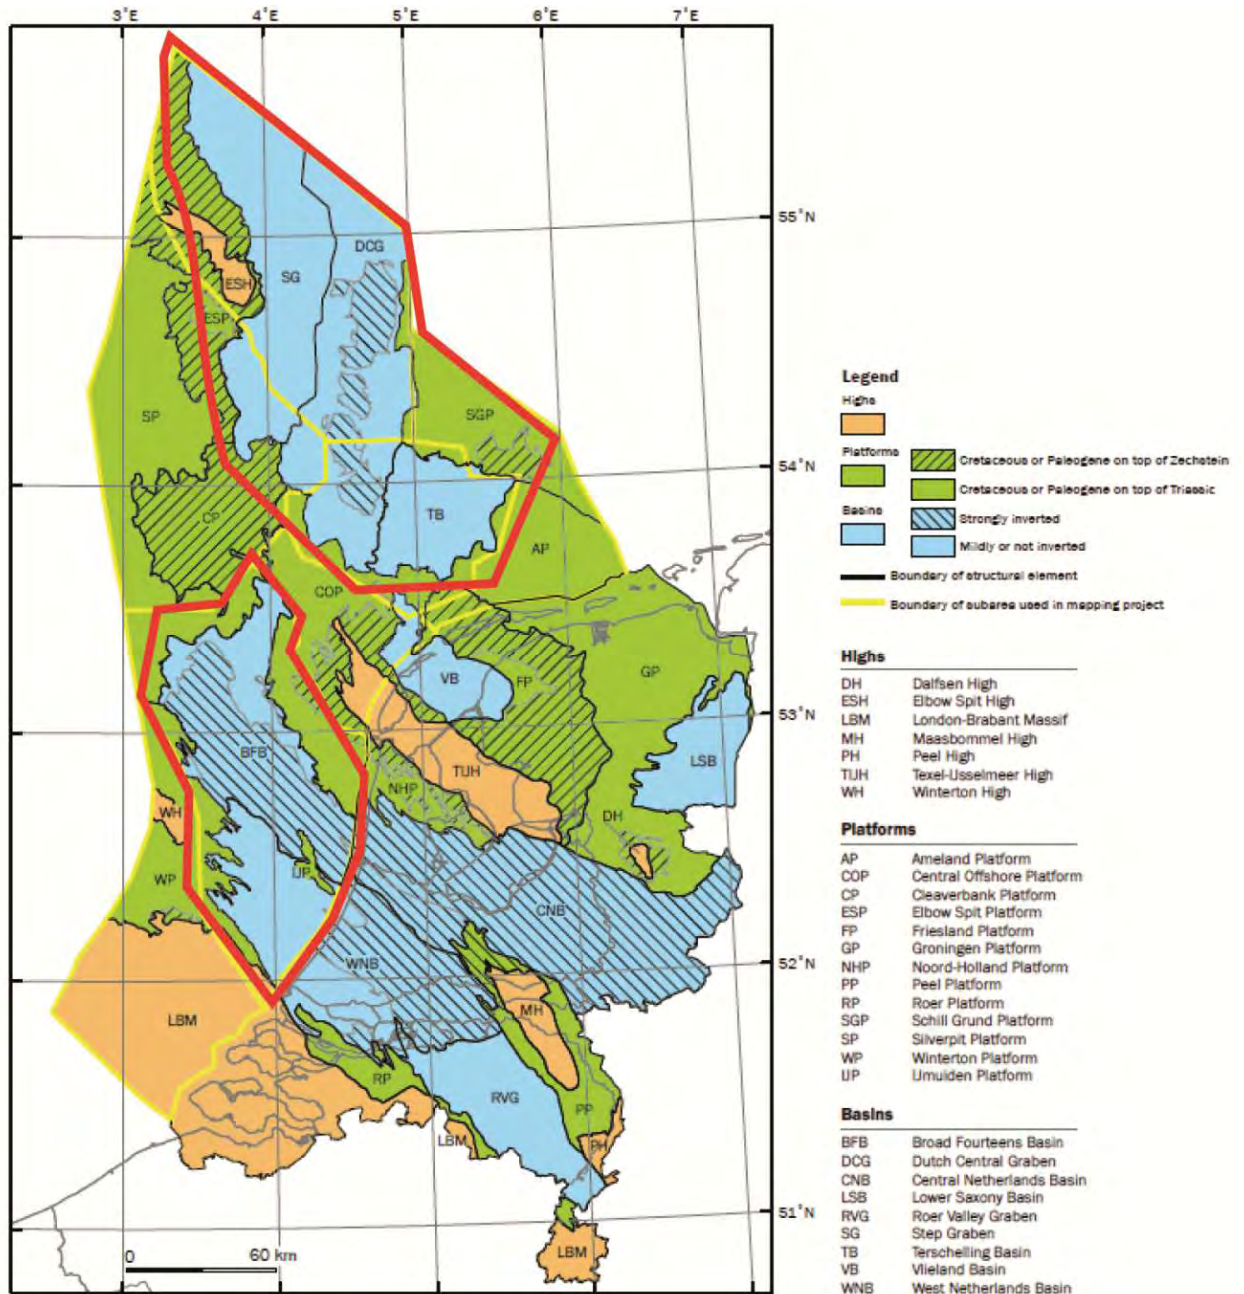 3°E 4°E 5°E 6°E 7°E
55°N
DCG
SG
ESH
ESP
SP
SGP
54°N
CP
TB
AP
COP
GP
VB
FP
53°N
BFB
LSB
TIJH
NHP
WH
DH
IJP
WP
CNB
52°N
WNB
MH
LBM
RP
RVG
PP
LBM
PH
51°N
LBM
0 60 km
Legend
Highs
Platforms
Cretaceous or Paleogene on top of Zechstein
Cretaceous or Paleogene on top of Triassic
Basins
Strongly inverted
Mildly or not inverted
Boundary of structural element
Boundary of subarea used in mapping project
Highs
DH Dalfsen High
ESH Elbow Spit High
LBM London-Brabant Massif
MH Maasbommel High
PH Peel High
TIJH Texel-IJsselmeer High
WH Winterton High
Platforms
AP Ameland Platform
COP Central Offshore Platform
CP Cleaverbank Platform
ESP Elbow Spit Platform
FP Friesland Platform
GP Groningen Platform
NHP Noord-Holland Platform
PP Peel Platform
RP Roer Platform
SGP Schill Grund Platform
SP Silverpit Platform
WP Winterton Platform
IJP IJmuiden Platform
Basins
BFB Broad Fourteens Basin
DCG Dutch Central Graben
CNB Central Netherlands Basin
LSB Lower Saxony Basin
RVG Roer Valley Graben
SG Step Graben
TB Terschelling Basin
VB Vlieland Basin
WNB West Netherlands Basin